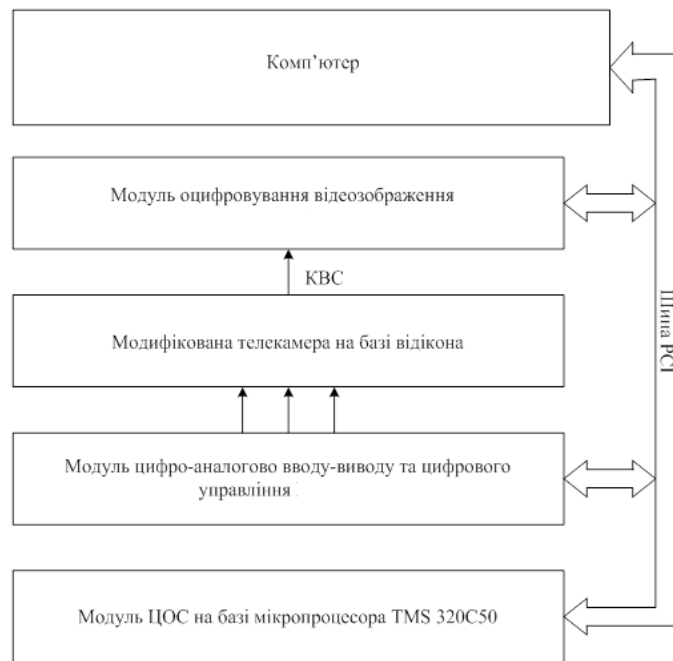 Комп’ютер
Модуль оцифровування відеозображення
КВС
Модифікована телекамера на базі відікона
Модуль цифро-аналогово вводу-виводу та цифрового
управління
Модуль ЦОС на базі мікропроцесора TMS 320C50
Шина PCI